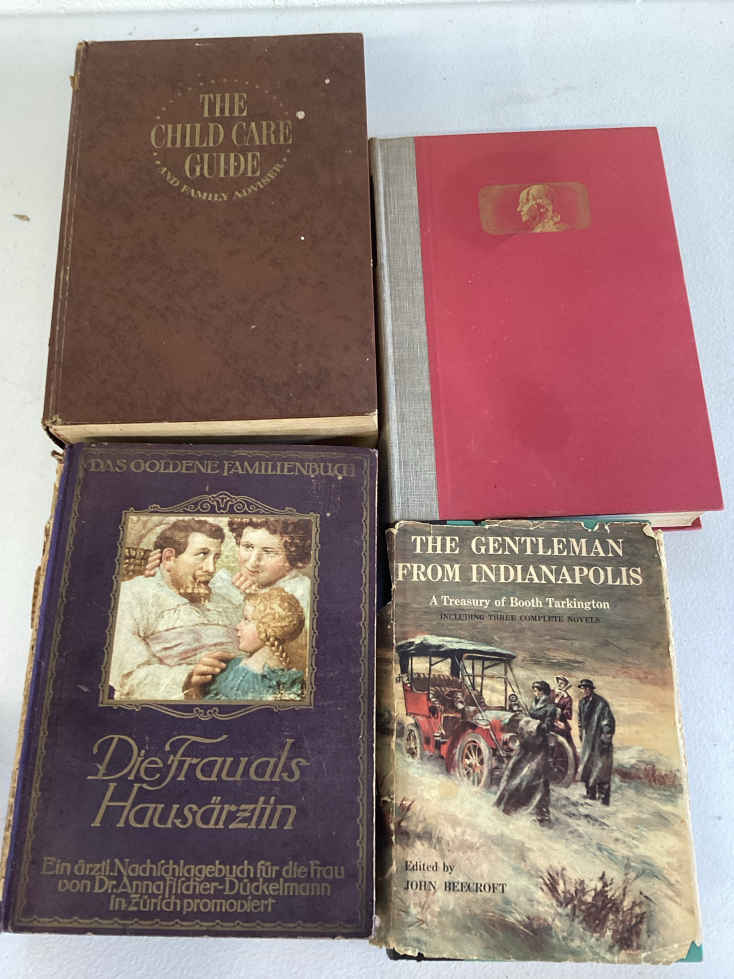 THE
CHILD CARE
GUIDE
AND FAMILY ADVISER
DAS GOLDENE FAMILIENBUCH
Die Frau als
Hausärztin
Ein ärztl. Nachschlagebuch für die Frau
von Dr. Anna Fischer-Dückelmann
in Zürich promoviert
THE GENTLEMAN
FROM INDIANAPOLIS
A Treasury of Booth Tarkington
INCLUDING THREE COMPLETE NOVELS
Edited by
JOHN BEECROFT